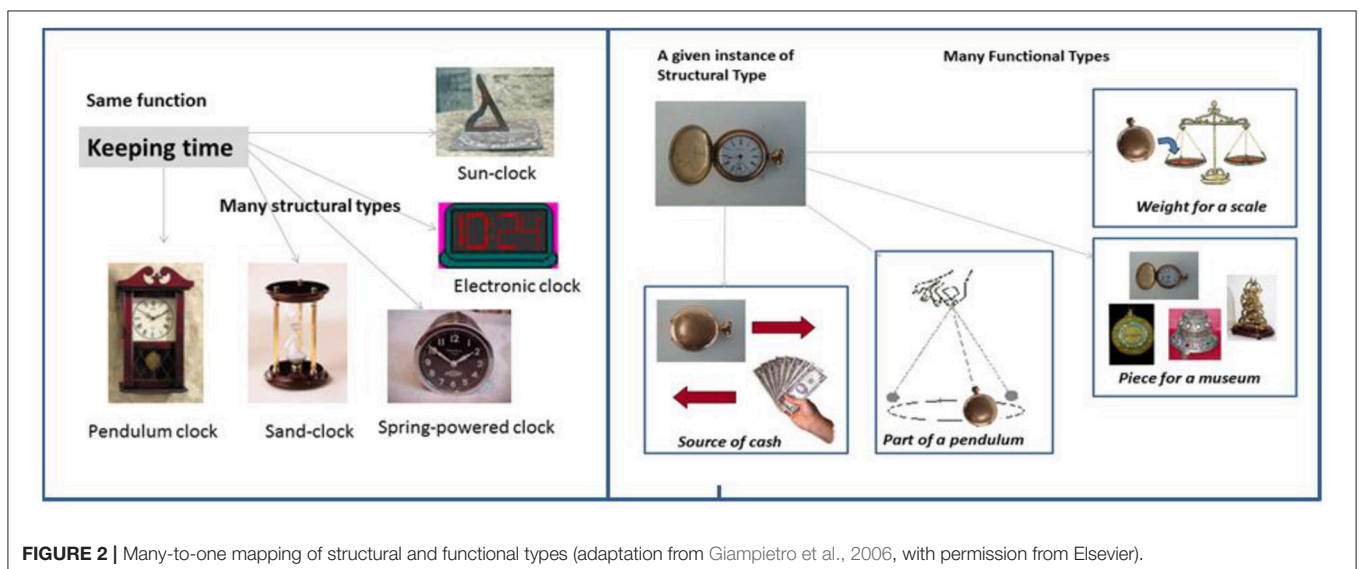 Same function
Keeping time
Many structural types
Sun-clock
10:24
Electronic clock
Pendulum clock
Sand-clock
Spring-powered clock
A given instance of
Structural Type
Many Functional Types
Weight for a scale
Piece for a museum
Source of cash
Part of a pendulum
FIGURE 2 | Many-to-one mapping of structural and functional types (adaptation from Giampietro et al., 2006, with permission from Elsevier).